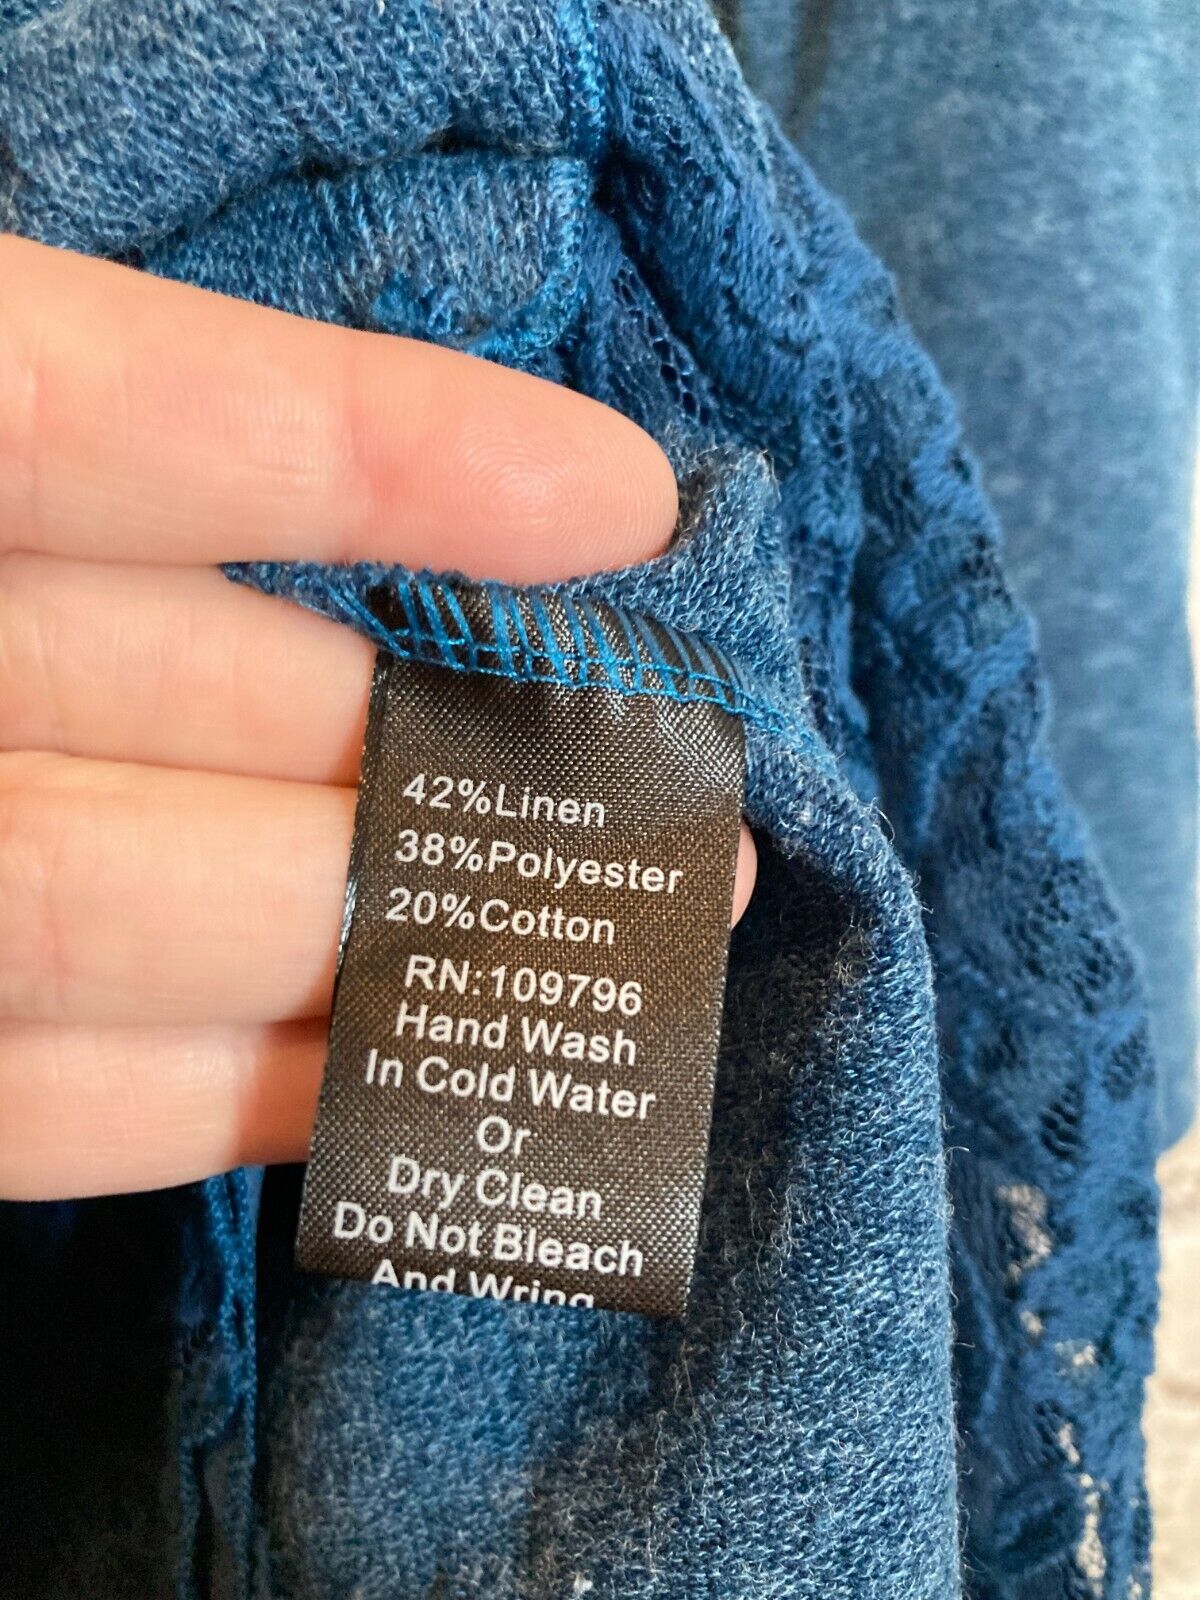 42%Linen
38%Polyester
20%Cotton
RN:109796
Hand Wash
In Cold Water
Or
Dry Clean
Do Not Bleach
And Wring